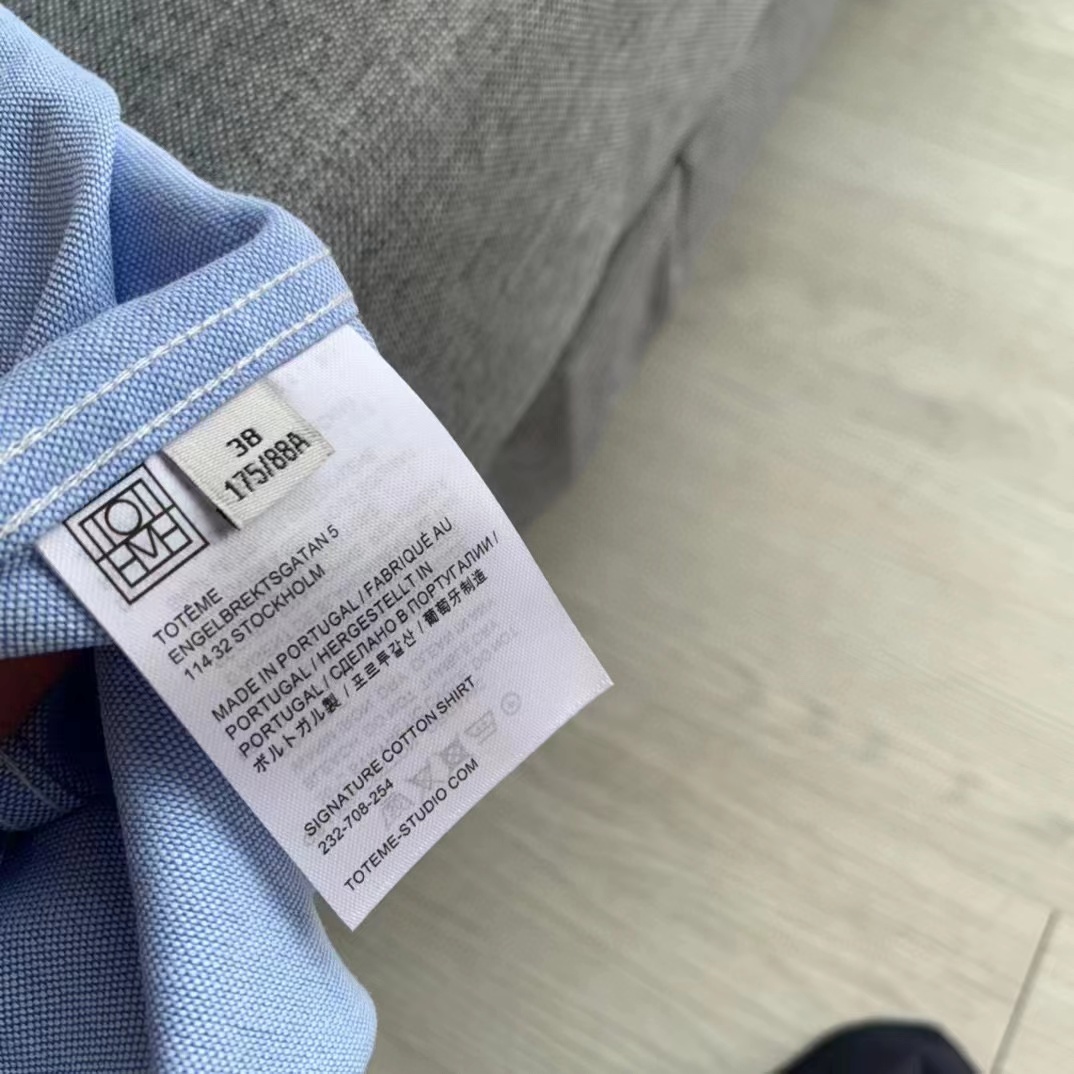 TOTÊME
38
175/88A
TOTÊME
ENGELBREKTSGATAN 5
114 32 STOCKHOLM
MADE IN PORTUGAL / FABRIQUÉ AU
PORTUGAL / HERGESTELLT IN
PORTUGAL / СДЕЛАНО В ПОРТУГАЛИИ /
ポルトガル製 / 포르투갈산 / 葡萄牙制造
SIGNATURE COTTON SHIRT
232-708-254
TOTEME-STUDIO.COM